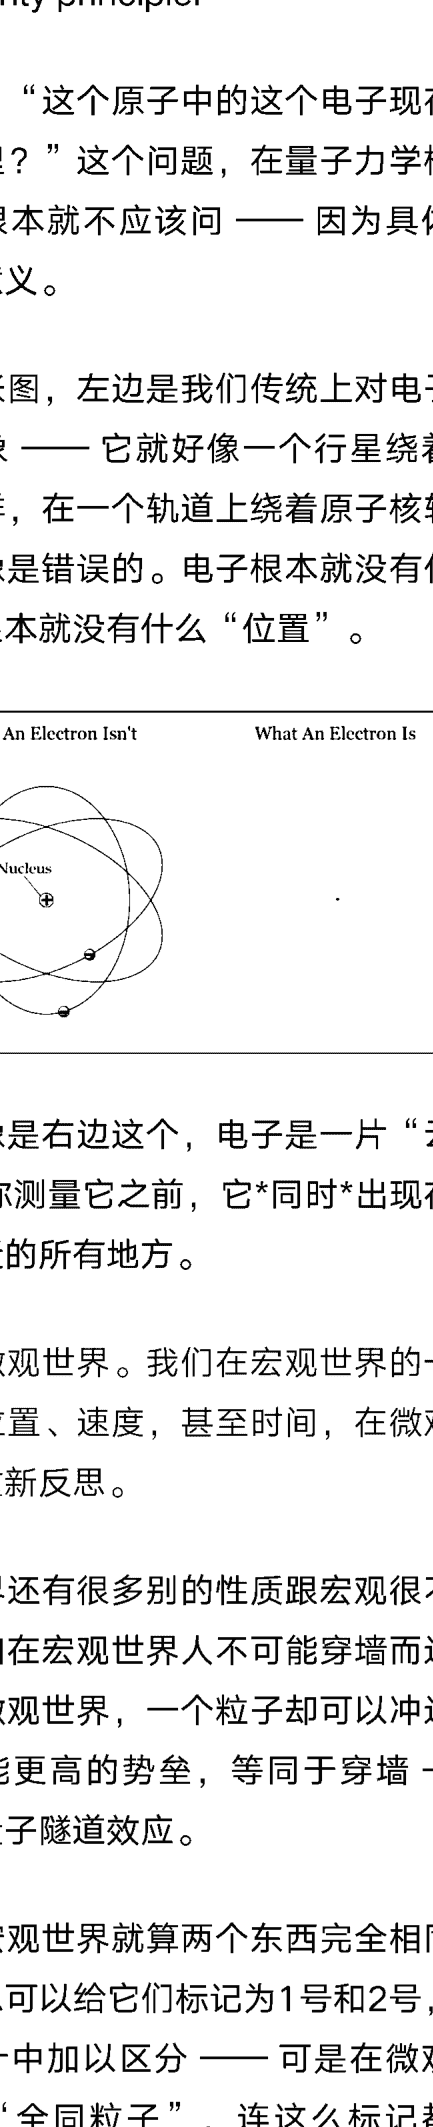 principle
“这个原子中的这个电子现
？”这个问题，在量子力学
本就不应该问 —— 因为具
义。
图，左边是我们传统上对电
—— 它就好像一个行星绕
，在一个轨道上绕着原子核
是错误的。电子根本就没有
本就没有什么“位置”。
An Electron Isn't
What An Electron Is
Nucleus
是右边这个，电子是一片“
测量它之前，它*同时*出现
的所有地方。
观世界。我们在宏观世界的
置、速度，甚至时间，在微
新反思。
还有很多别的性质跟宏观很
在宏观世界人不可能穿墙而
观世界，一个粒子却可以冲
更高的势垒，等同于穿墙
子隧道效应。
观世界就算两个东西完全相
可以给它们标记为1号和2号，
中加以区分 —— 可是在微
“全同粒子”，连这么标记